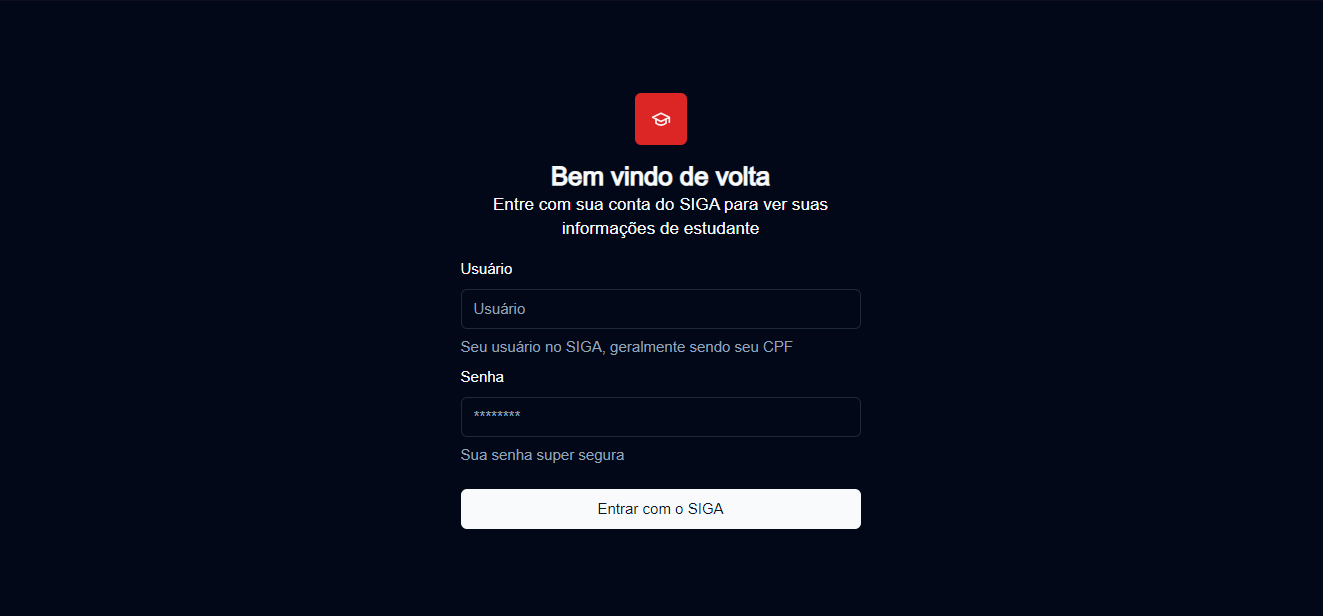 Bem vindo de volta
Entre com sua conta do SIGA para ver suas
informações de estudante
Usuário
Usuário
Seu usuário no SIGA, geralmente sendo seu CPF
Senha
********
Sua senha super segura
Entrar com o SIGA